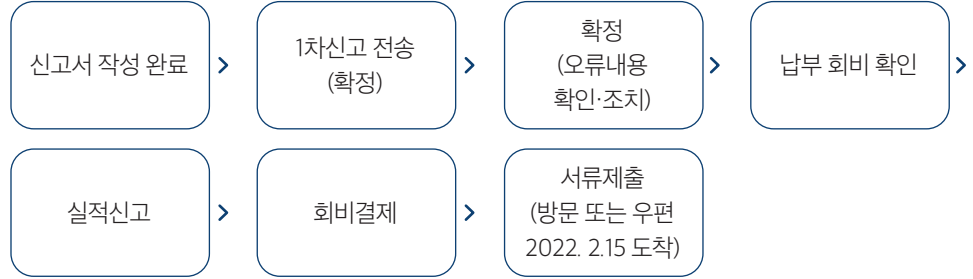 신고서 작성 완료
1차신고 전송
(확정)
확정
(오류내용
확인·조치)
납부 회비 확인
실적신고
회비결제
서류제출
(방문 또는 우편
2022. 2.15 도착)